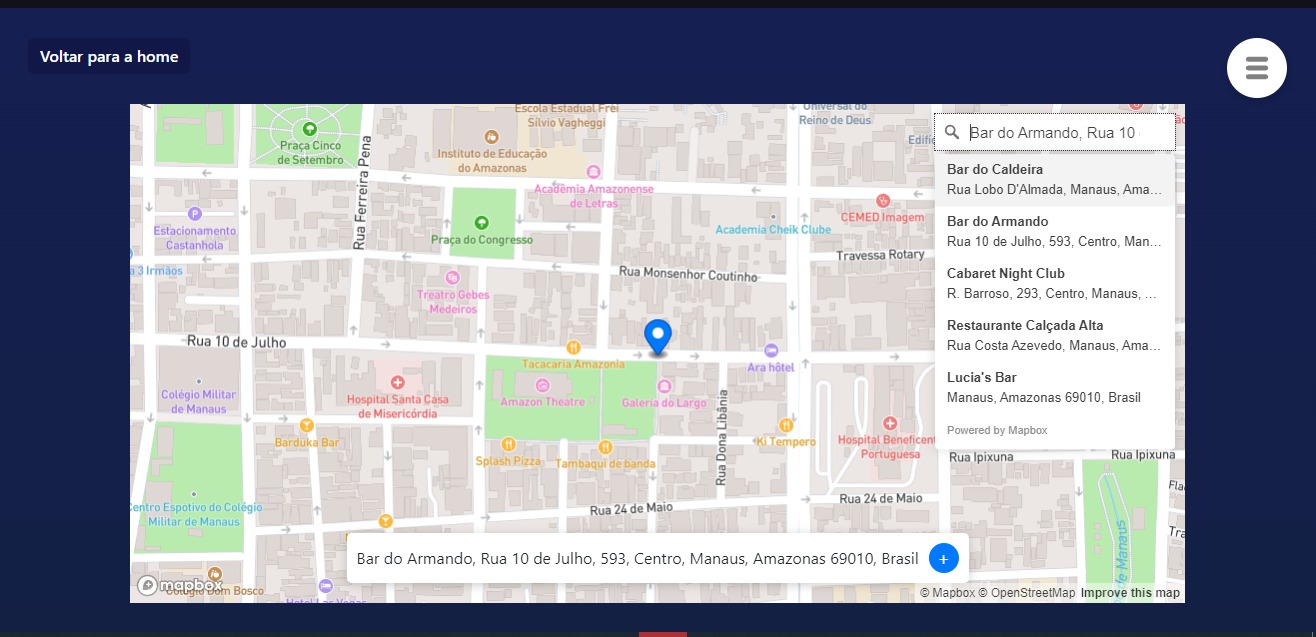 Voltar para a home
Escola Estadual Frei
Sílvio Vagheggi
Universal do
Reino de Deus
Praça Cinco
de Setembro
Instituto de Educação
do Amazonas
Academia Amazonense
de Letras
Rua Ferreira Pena
Bar do Armando, Rua 10
Bar do Caldeira
Rua Lobo D'Almada, Manaus, Ama…
Bar do Armando
Rua 10 de Julho, 593, Centro, Man…
Cabaret Night Club
R. Barroso, 293, Centro, Manaus, …
Restaurante Calçada Alta
Rua Costa Azevedo, Manaus, Ama…
Lucia's Bar
Manaus, Amazonas 69010, Brasil
Powered by Mapbox
CEMED Imagem
P
Estacionamento
Castanhola
Praça do Congresso
Academia Cheik Clube
Travessa Rotary
a 3 Irmãos
Rua Monsenhor Coutinho
Treatro Gebes
Medeiros
Rua 10 de Julho
Tacacaria Amazonia
Ara hôtel
Colégio Militar
de Manaus
Hospital Santa Casa
de Misericórdia
Amazon Theatre
Galeria do Largo
Rua Dona Libânia
Barduka Bar
Ki Tempero
Hospital Beneficent
Portuguesa
Splash Pizza
Tambaqui de banda
Rua Ipixuna
Rua Ipixuna
Rua 24 de Maio
Rua 24 de Maio
Centro Espotivo do Colégio
Militar de Manaus
de Manaus
Bar do Armando, Rua 10 de Julho, 593, Centro, Manaus, Amazonas 69010, Brasil
+
mapbox
Colégio Dom Bosco
Hotel Las Vegas
© Mapbox © OpenStreetMap Improve this map